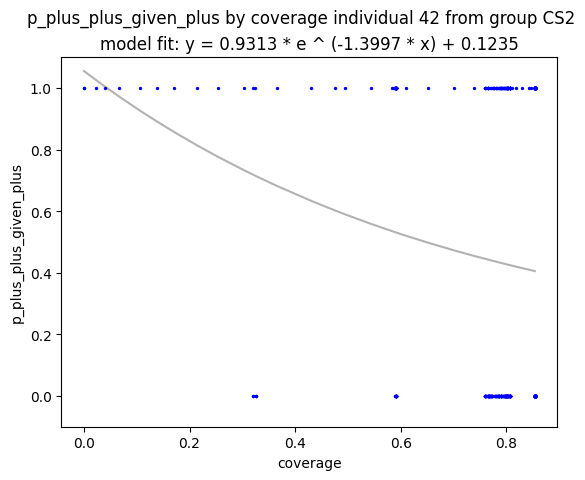 p_plus_plus_given_plus by coverage individual 42 from group CS2
model fit: y = 0.9313 * e ^ (-1.3997 * x) + 0.1235
1.0
0.8
0.6
0.4
0.2
0.0
p_plus_plus_given_plus
0.0 0.2 0.4 0.6 0.8
coverage